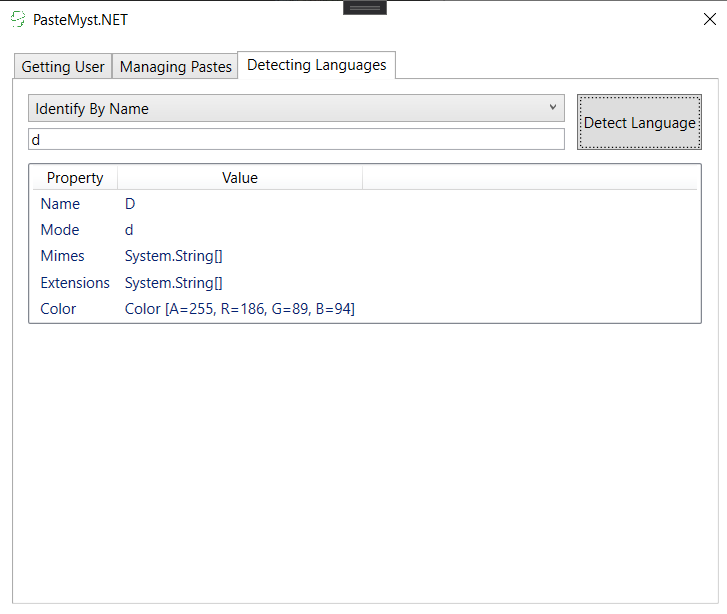 PasteMyst.NET
Getting User Managing Pastes Detecting Languages
Identify By Name
Detect Language
d
Property Value
Name D
Mode d
Mimes System.String[]
Extensions System.String[]
Color Color [A=255, R=186, G=89, B=94]